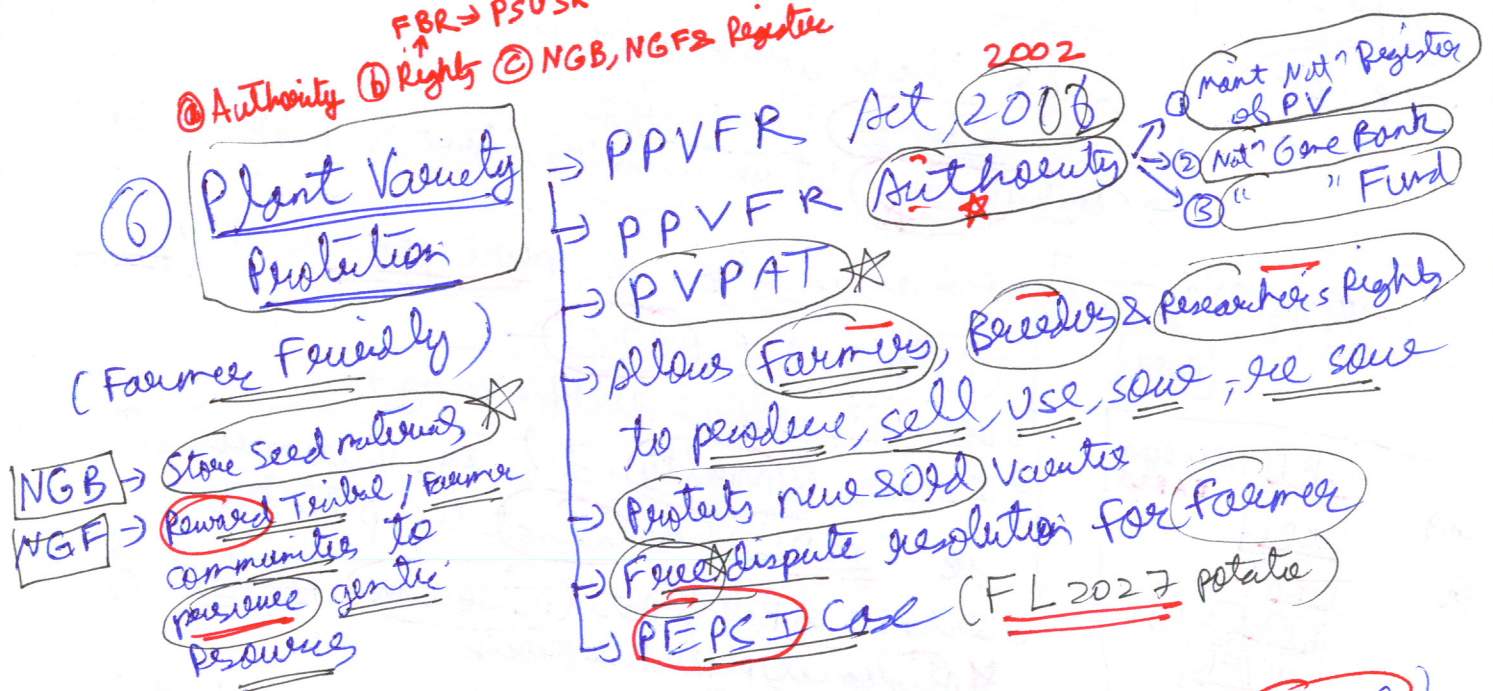 FBR → PSUSR
ⓐ Authority ⓑ Rights ⓒ NGB, NGF & Register
2002
⑥ Plant Variety
Protection
(Farmer Friendly)
→ PPVFR Act, 2006
→ PPVFR Authority
① maint Natⁿ Register
of PV
② Natⁿ Gene Bank
③ " " Fund
→ PVPAT
→ Allows Farmers, Breeders & Researcher's Rights
to produce, sell, use, sow, re sow
→ Protects new & old Varieties
→ Free dispute resolution for farmer
→ PEPSI Case (FL2027 potato)
NGB → Store Seed materials
NGF → Reward Tribal / Farmer
communities to
preserve genetic
resources